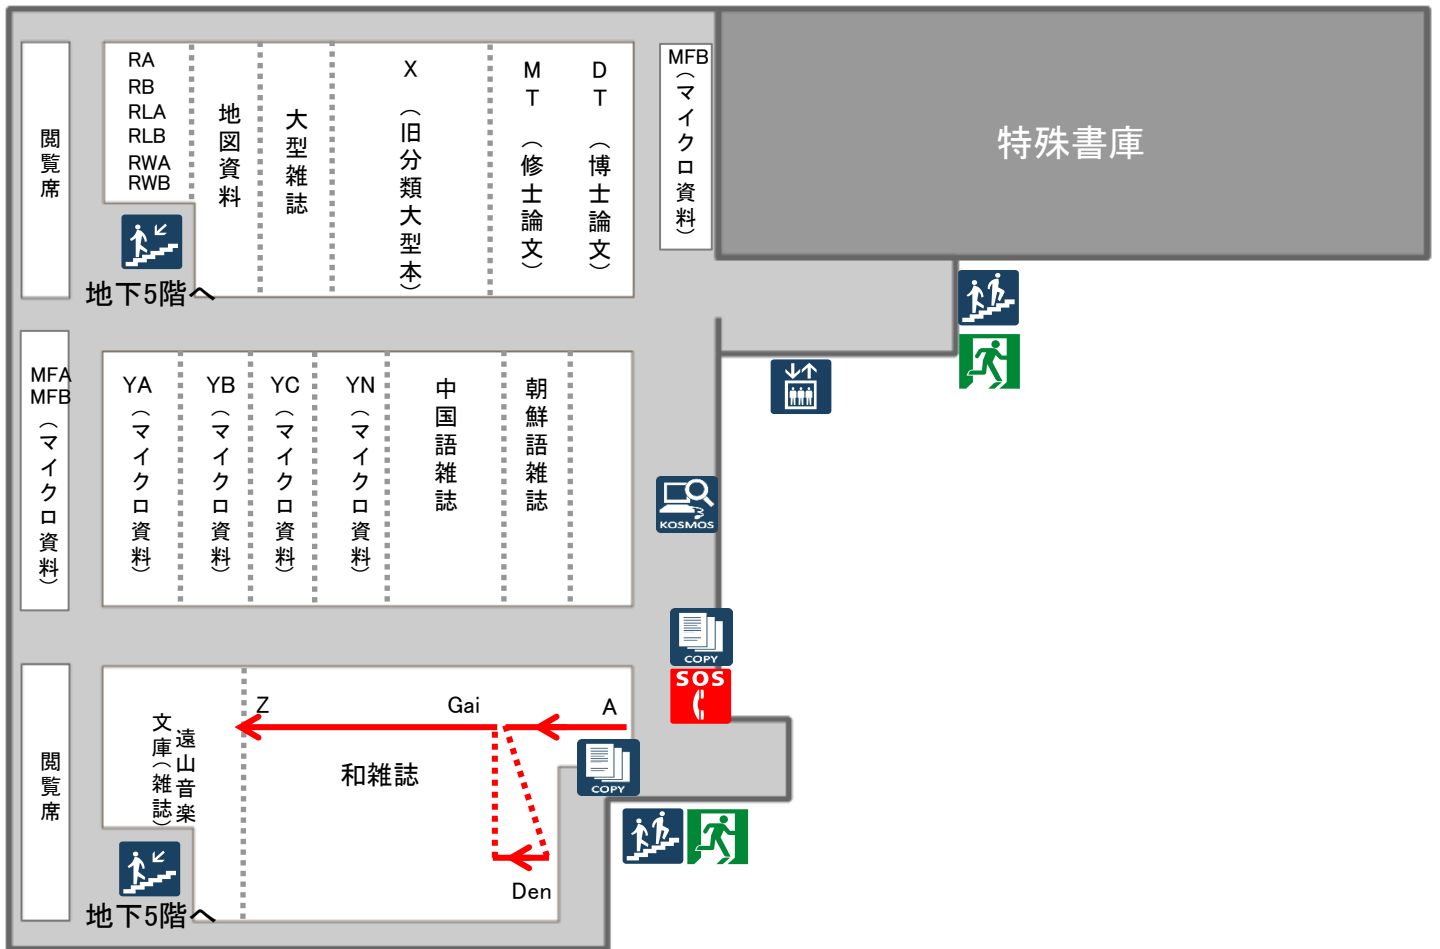 閲覧席
RA
RB
RLA
RLB
RWA
RWB
地図資料
大型雑誌
X（旧分類大型本）
MT（修士論文）
DT（博士論文）
MFB（マイクロ資料）
特殊書庫
地下5階へ
MFA
MFB（マイクロ資料）
YA（マイクロ資料）
YB（マイクロ資料）
YC（マイクロ資料）
YN（マイクロ資料）
中国語雑誌
朝鮮語雑誌
KOSMOS
COPY
SOS
閲覧席
遠山音楽
文庫（雑誌）
Z
Gai
A
和雑誌
COPY
Den
地下5階へ